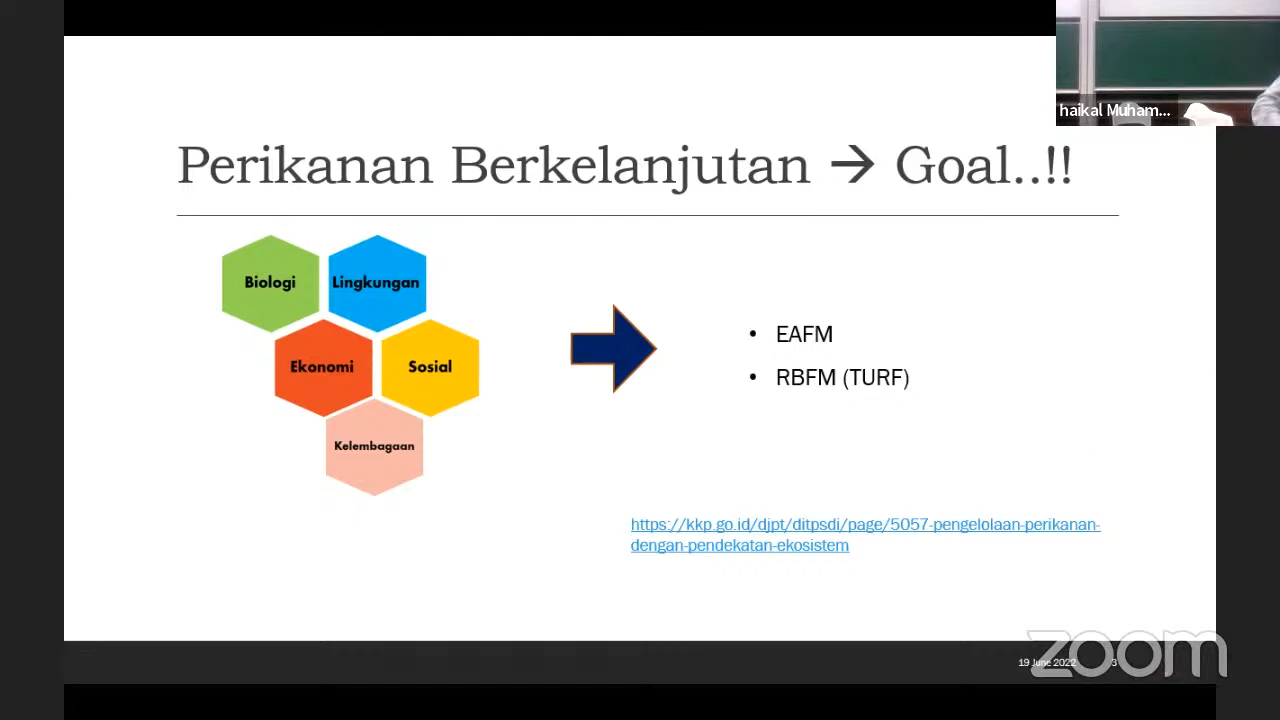 haikal Muham...
Perikanan Berkelanjutan → Goal..!!
Biologi
Lingkungan
Ekonomi
Sosial
Kelembagaan
• EAFM
• RBFM (TURF)
https://kkp.go.id/djpt/ditpsdi/page/5057-pengelolaan-perikanan-
dengan-pendekatan-ekosistem
19 June 2022
3
zoom